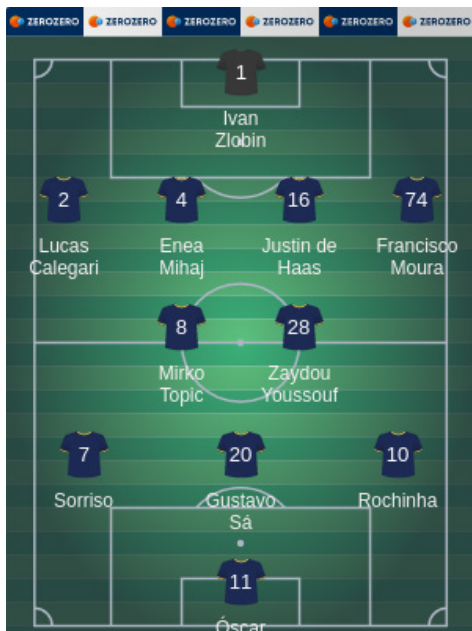 ZEROZERO ZEROZERO ZEROZERO ZEROZERO ZEROZERO ZEROZERO
1
Ivan
Zlobin
2 4 16 74
Lucas Enea Justin de Francisco
Calegari Mihaj Haas Moura
8 28
Mirko Zaydou
Topic Youssouf
7 20 10
Sorriso Gustavo Rochinha
Sá
11
Óscar